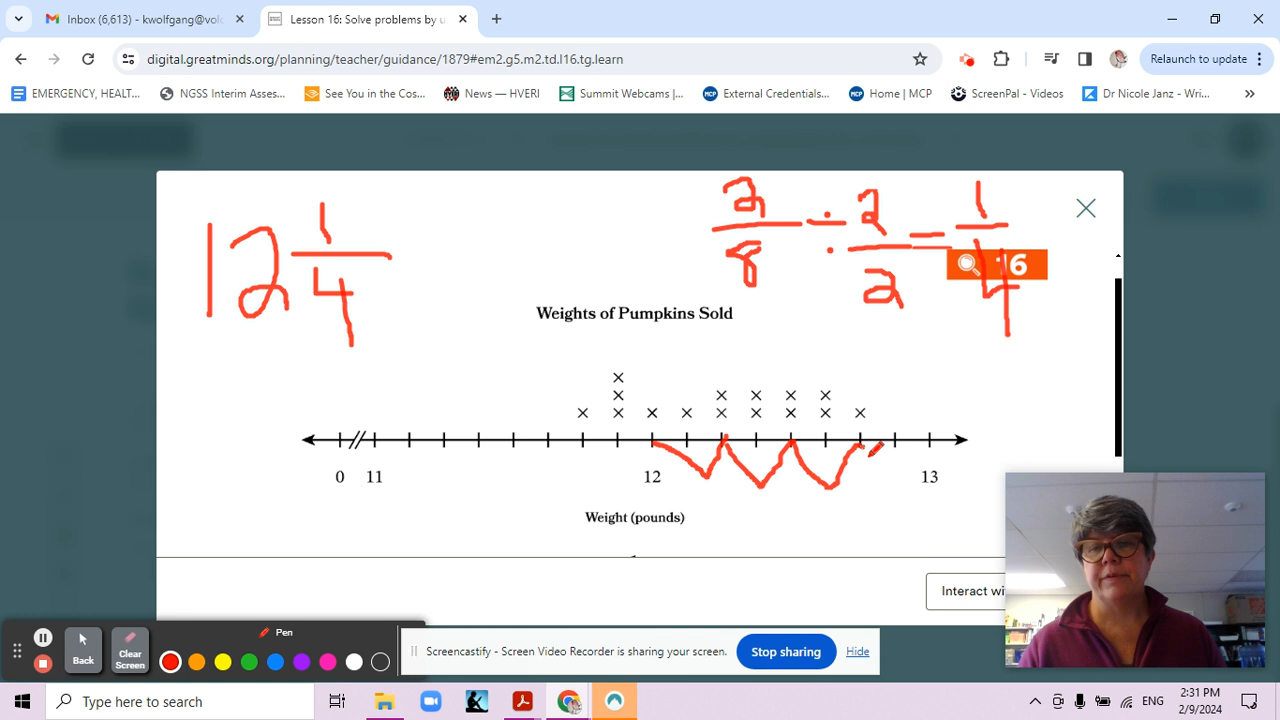 Inbox (6,613) - kwolfgang@volc
Lesson 16: Solve problems by u
digital.greatminds.org/planning/teacher/guidance/1879#em2.g5.m2.td.l16.tg.learn
Relaunch to update
EMERGENCY, HEALT...
NGSS Interim Asses...
See You in the Cos...
News — HVERI
Summit Webcams |...
External Credentials...
Home | MCP
ScreenPal - Videos
Dr Nicole Janz - Wri...
12 1/4
2/8 ÷ 2/2 = 1/4
16
Weights of Pumpkins Sold
0 11 12 13
Weight (pounds)
Interact wi
Pen
Back
Clear Screen
Screencastify - Screen Video Recorder is sharing your screen.
Stop sharing
Hide
Type here to search
ENG
2:31 PM
2/9/2024